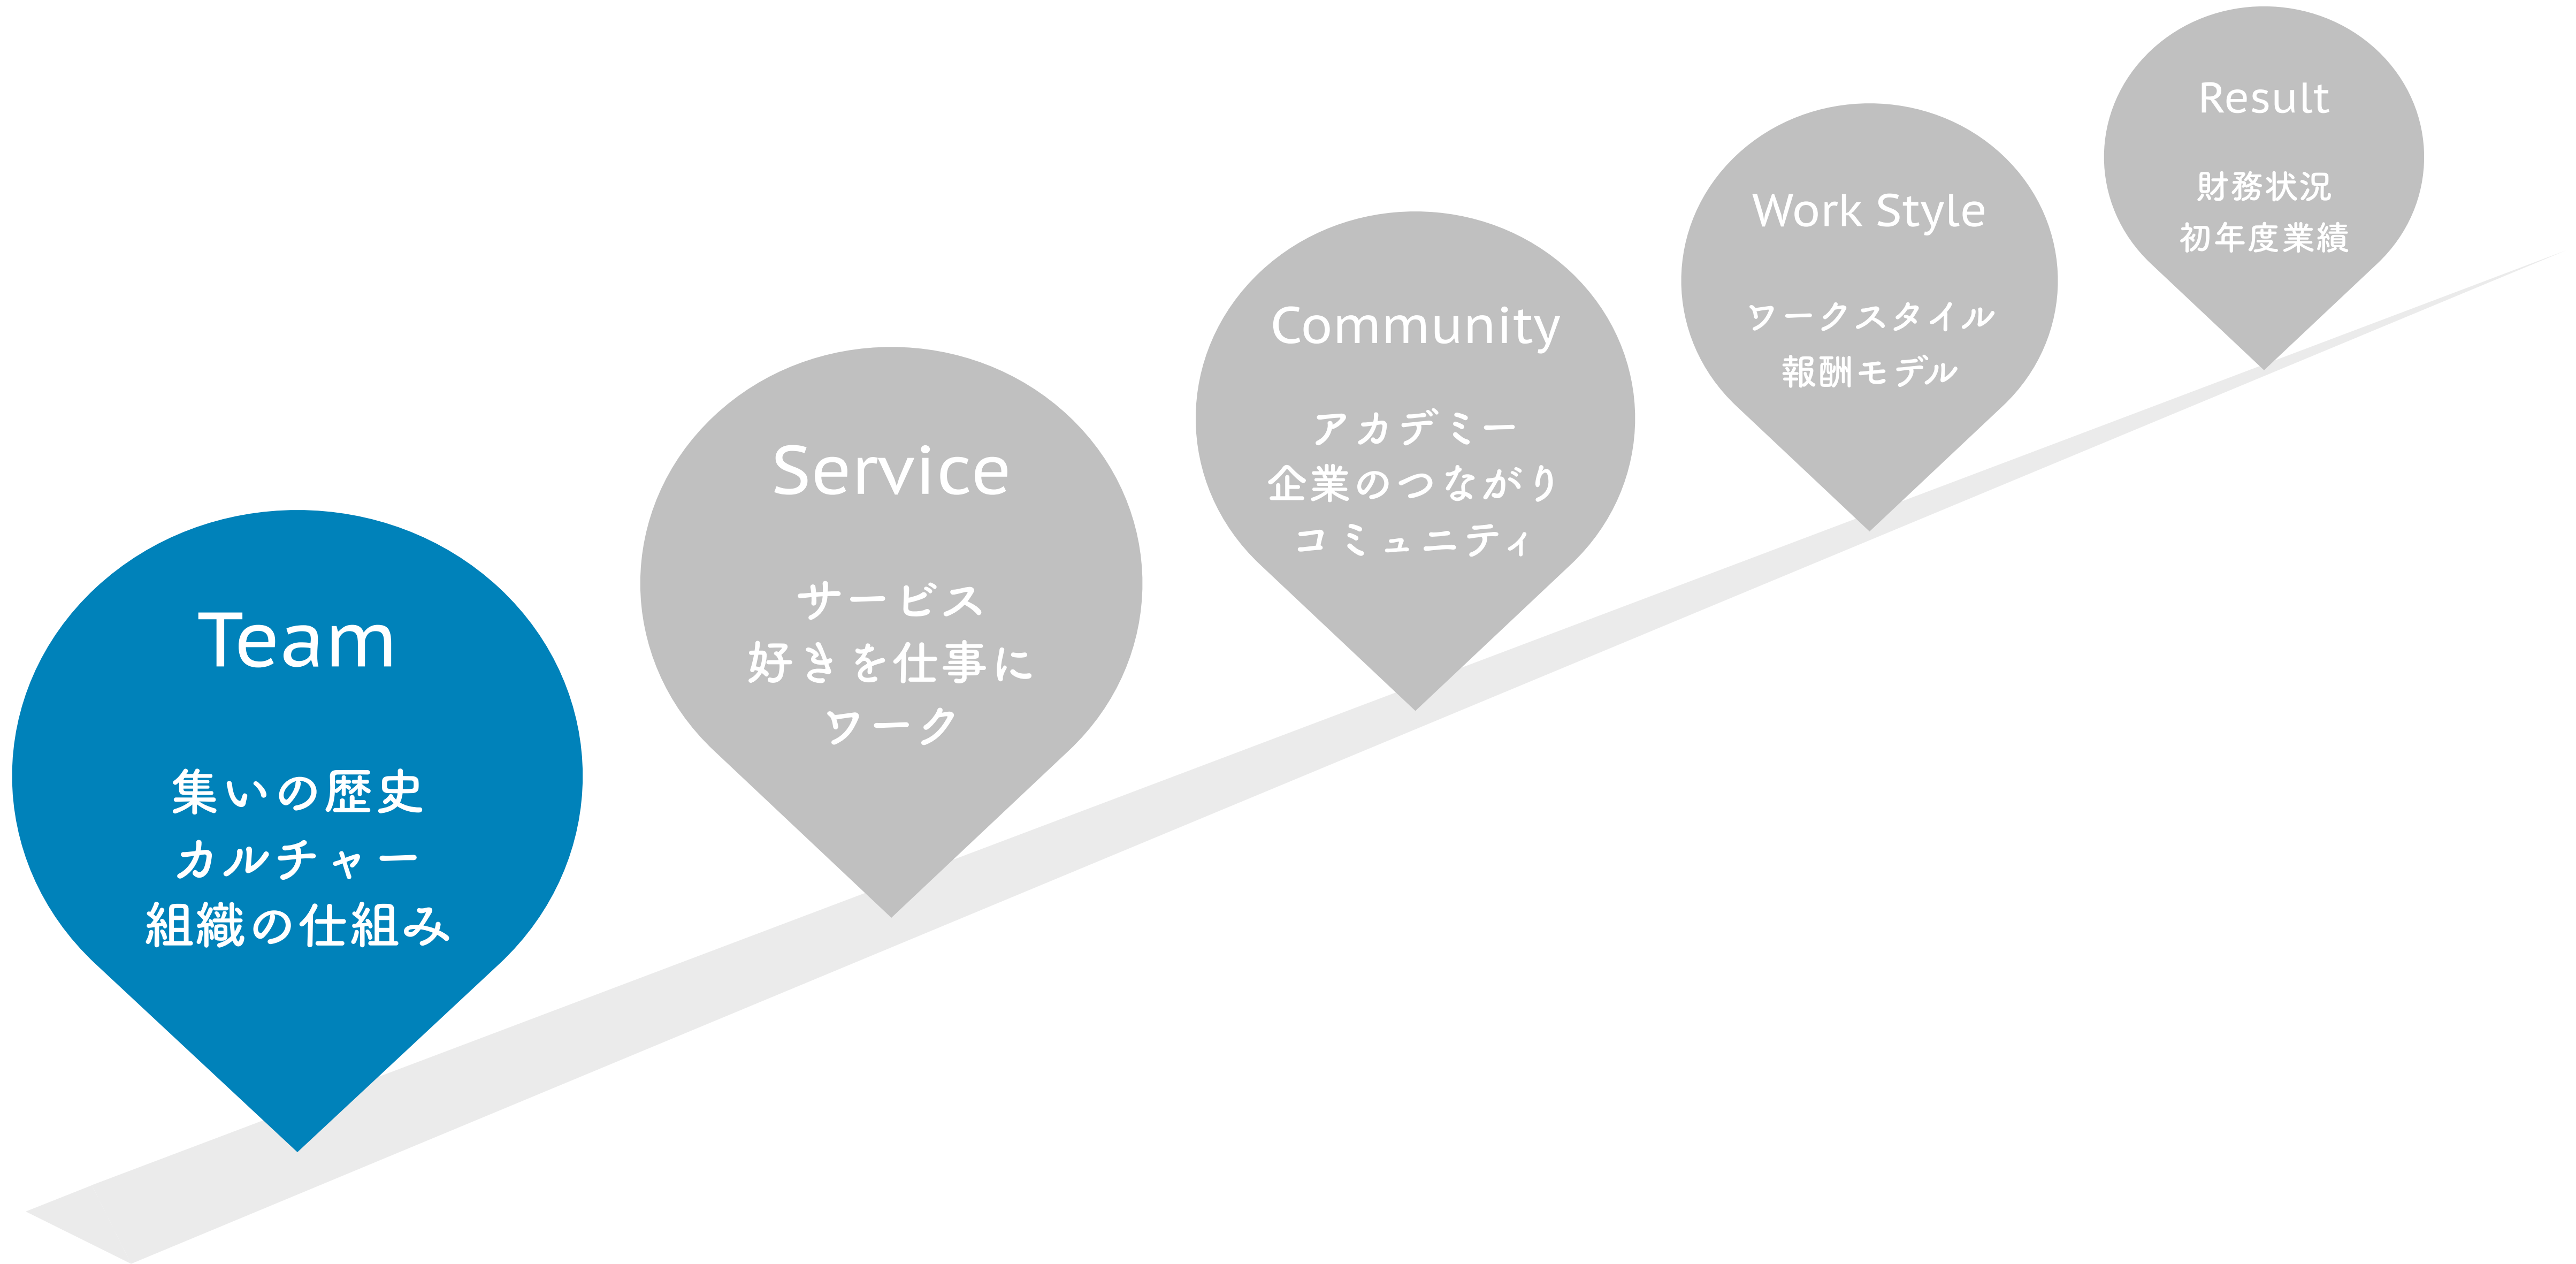 Team
集いの歴史
カルチャー
組織の仕組み
Service
サービス
好きを仕事に
ワーク
Community
アカデミー
企業のつながり
コミュニティ
Work Style
ワークスタイル
報酬モデル
Result
財務状況
初年度業績